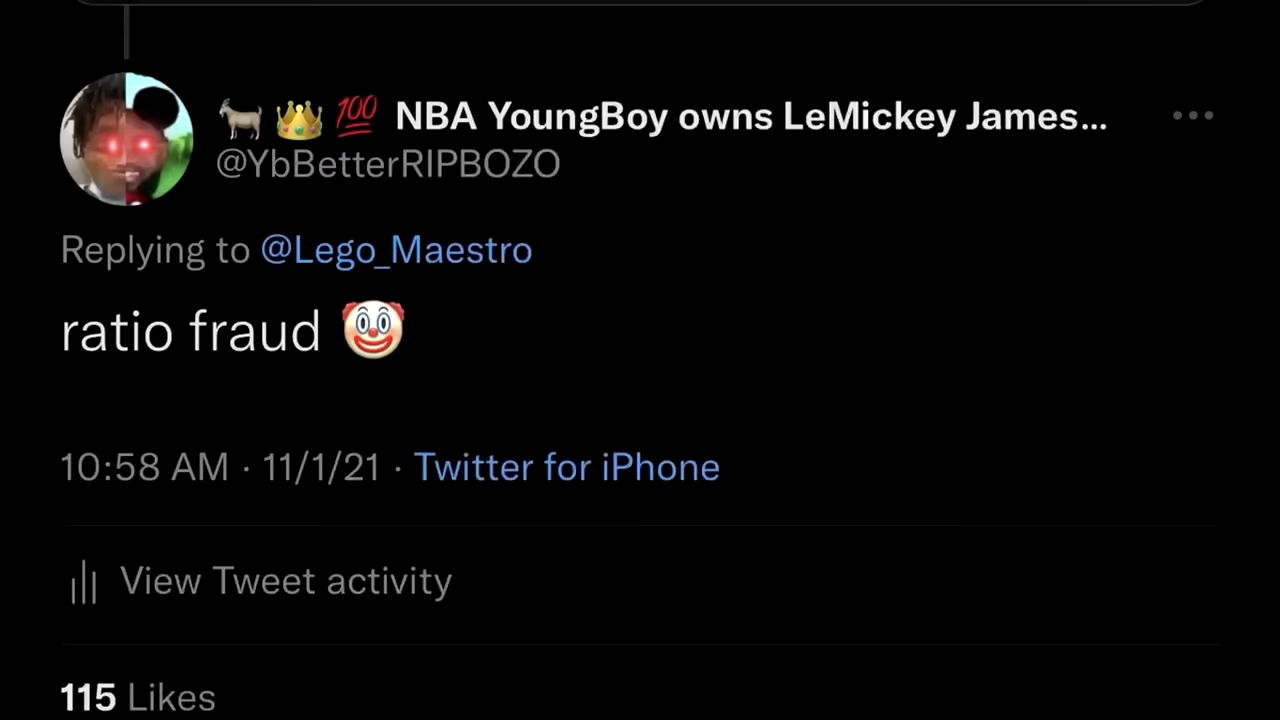 🐐 👑 💯 NBA YoungBoy owns LeMickey James...
@YbBetterRIPBOZO
Replying to @Lego_Maestro
ratio fraud 🤡
10:58 AM · 11/1/21 · Twitter for iPhone
View Tweet activity
115 Likes